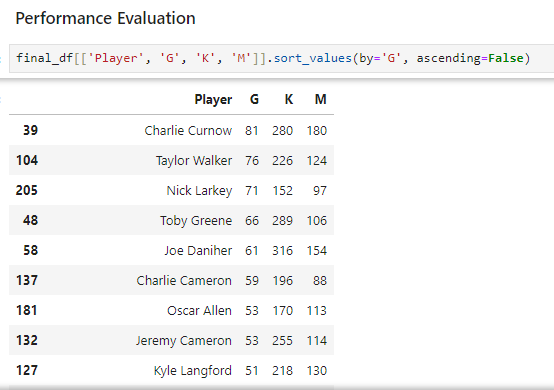 Performance Evaluation
final_df[['Player', 'G', 'K', 'M']].sort_values(by='G', ascending=False)
Player G K M
39 Charlie Curnow 81 280 180
104 Taylor Walker 76 226 124
205 Nick Larkey 71 152 97
48 Toby Greene 66 289 106
58 Joe Daniher 61 316 154
137 Charlie Cameron 59 196 88
181 Oscar Allen 53 170 113
132 Jeremy Cameron 53 255 114
127 Kyle Langford 51 218 130